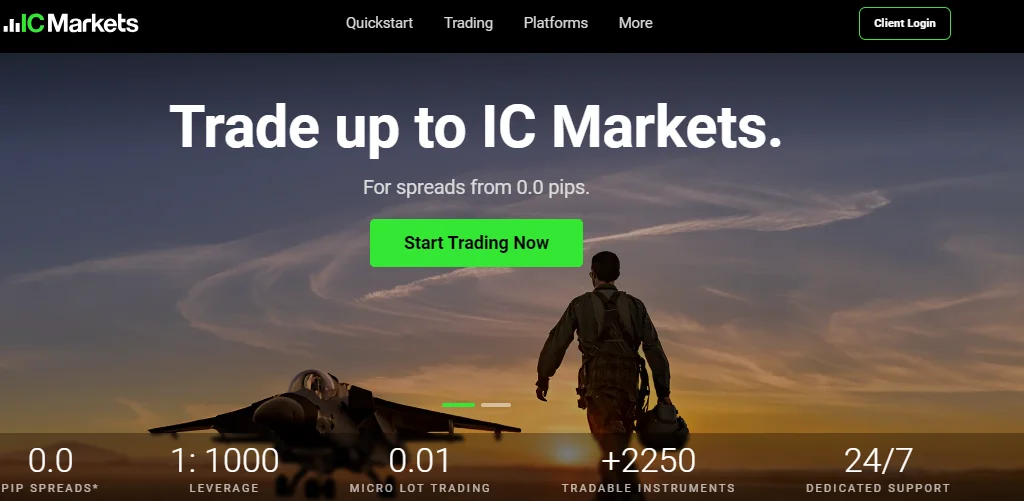 IC Markets
Quickstart Trading Platforms More
Client Login
Trade up to IC Markets.
For spreads from 0.0 pips.
Start Trading Now
0.0 1: 1000 0.01 +2250 24/7
PIP SPREADS* LEVERAGE MICRO LOT TRADING TRADABLE INSTRUMENTS DEDICATED SUPPORT